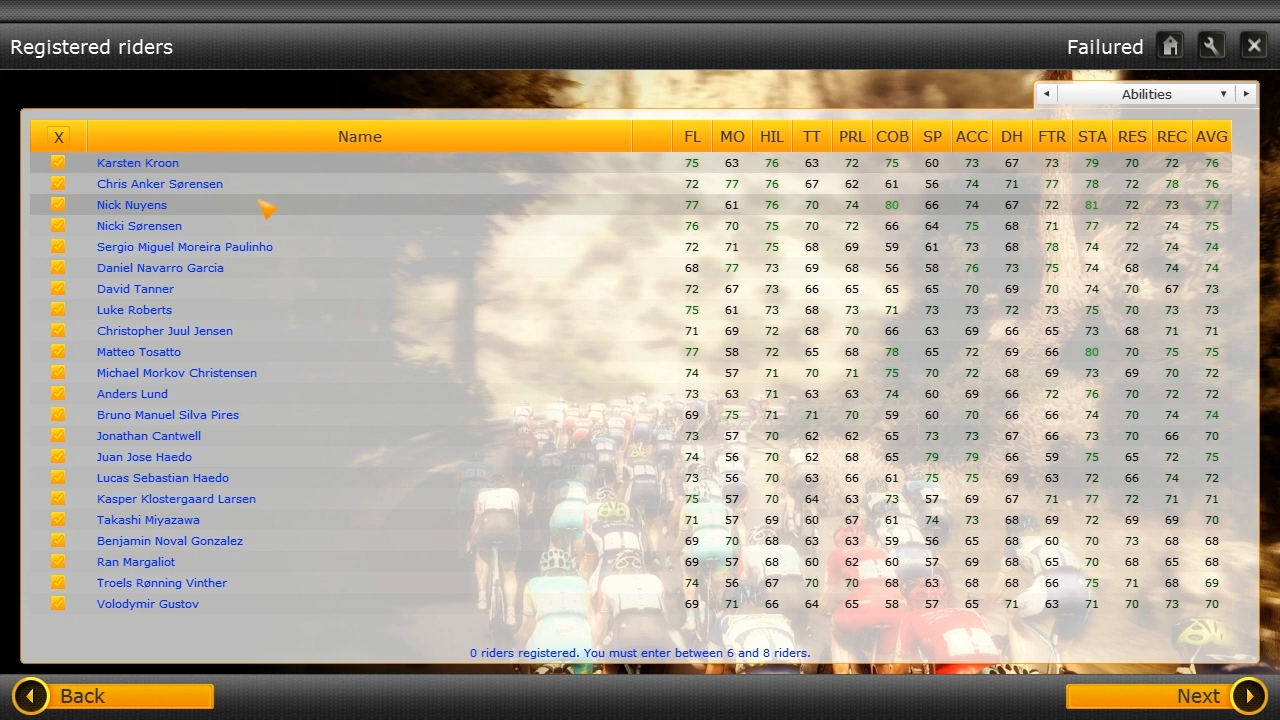 Registered riders Failured
Abilities
X Name FL MO HIL TT PRL COB SP ACC DH FTR STA RES REC AVG
Karsten Kroon 75 63 76 63 72 75 60 73 67 73 79 70 72 76
Chris Anker Sørensen 72 77 76 67 62 61 56 74 71 77 78 72 78 76
Nick Nuyens 77 61 76 70 74 80 66 74 67 72 81 72 73 77
Nicki Sørensen 76 70 75 70 72 66 64 75 68 71 77 72 74 75
Sergio Miguel Moreira Paulinho 72 71 75 68 69 59 61 73 68 78 74 72 74 74
Daniel Navarro Garcia 68 77 73 69 68 56 58 76 73 75 74 68 74 74
David Tanner 72 67 73 66 65 65 65 70 69 70 74 70 67 73
Luke Roberts 75 61 73 68 73 71 73 73 72 73 75 70 73 73
Christopher Juul Jensen 71 69 72 68 70 66 63 69 66 65 73 68 71 71
Matteo Tosatto 77 58 72 65 68 78 65 72 69 66 80 70 75 75
Michael Morkov Christensen 74 57 71 70 71 75 70 72 68 69 73 69 70 72
Anders Lund 73 63 71 63 63 74 60 69 66 72 76 70 72 72
Bruno Manuel Silva Pires 69 75 71 71 70 59 60 70 66 66 74 70 74 74
Jonathan Cantwell 73 57 70 62 62 65 73 73 67 66 73 70 66 70
Juan Jose Haedo 74 56 70 62 68 65 79 79 66 59 75 65 72 75
Lucas Sebastian Haedo 73 56 70 63 66 61 75 75 69 63 72 66 74 72
Kasper Klostergaard Larsen 75 57 70 64 63 73 57 69 67 71 77 72 71 71
Takashi Miyazawa 71 57 69 60 67 61 74 73 68 69 72 69 69 70
Benjamin Noval Gonzalez 69 70 68 63 63 59 56 65 68 60 70 73 68 68
Ran Margaliot 69 57 68 60 62 60 57 69 68 65 70 68 65 68
Troels Rønning Vinther 74 56 67 70 70 68 63 68 68 66 75 71 68 69
Volodymir Gustov 69 71 66 64 65 58 57 65 71 63 71 70 73 70
0 riders registered. You must enter between 6 and 8 riders.
Back Next